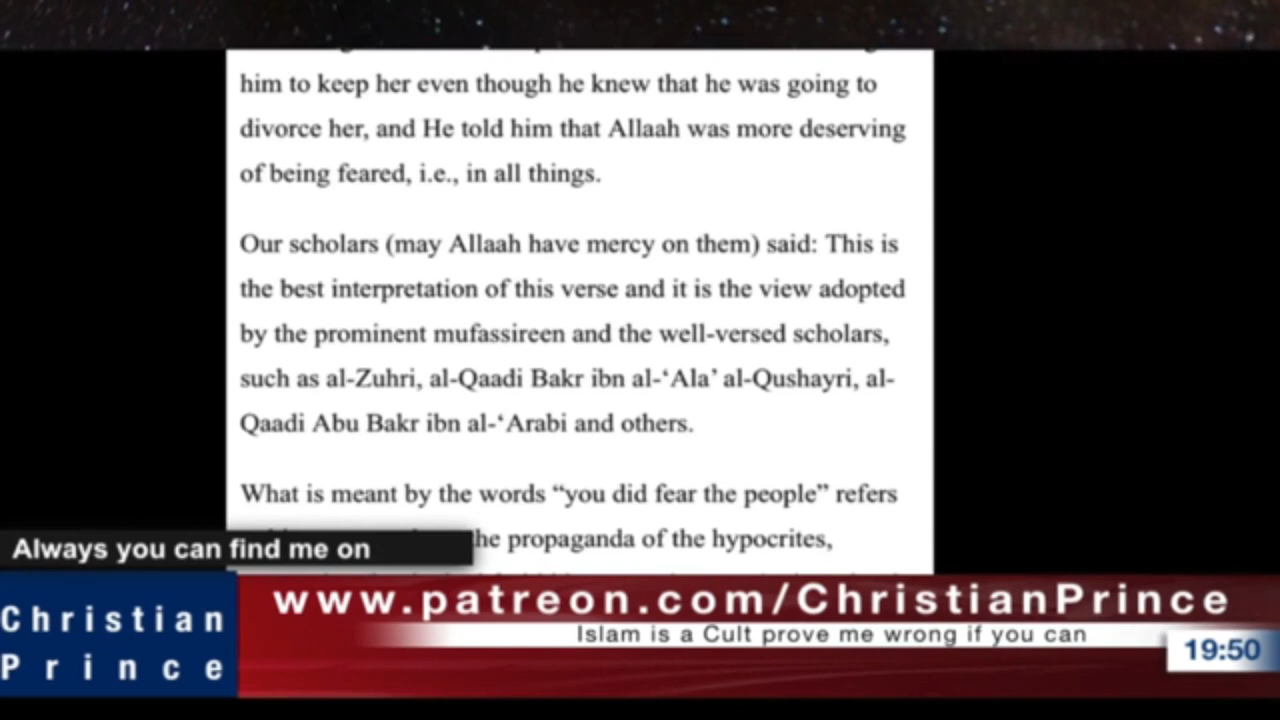 him to keep her even though he knew that he was going to
divorce her, and He told him that Allaah was more deserving
of being feared, i.e., in all things.
Our scholars (may Allaah have mercy on them) said: This is
the best interpretation of this verse and it is the view adopted
by the prominent mufassireen and the well-versed scholars,
such as al-Zuhri, al-Qaadi Bakr ibn al-‘Ala’ al-Qushayri, al-
Qaadi Abu Bakr ibn al-‘Arabi and others.
What is meant by the words “you did fear the people” refers
the propaganda of the hypocrites,
Always you can find me on
Christian
Prince
www.patreon.com/ChristianPrince
Islam is a Cult prove me wrong if you can
19:50